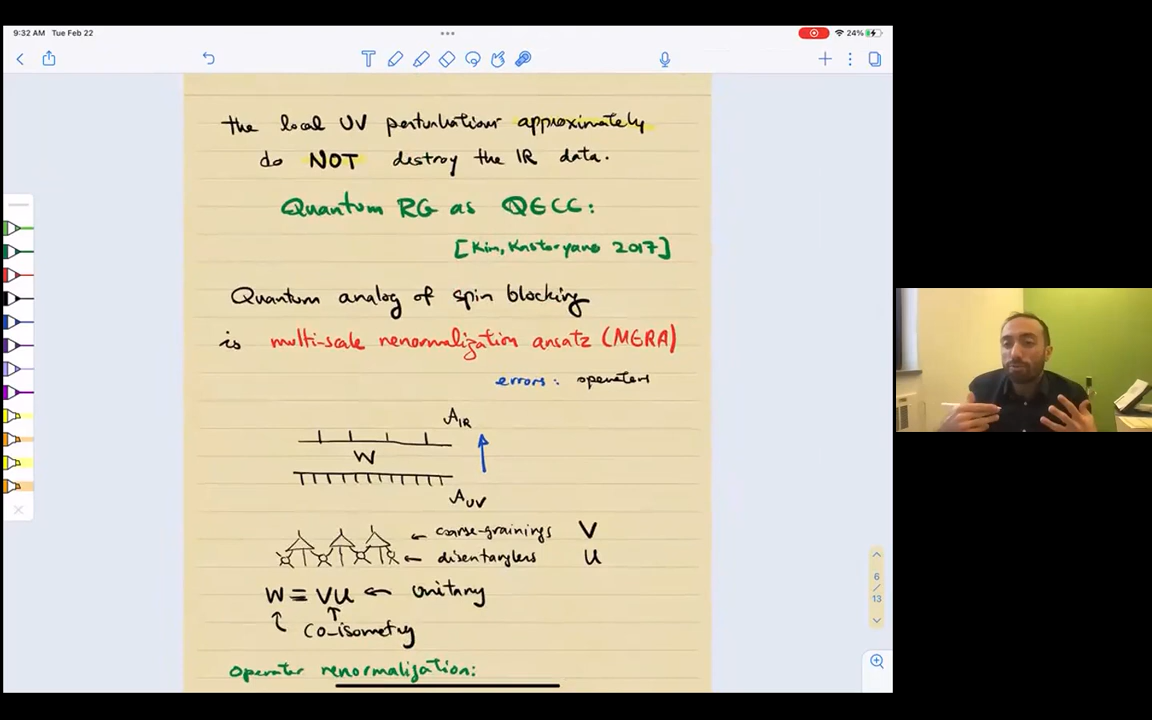 9:32 AM Tue Feb 22
24%
the local UV perturbations approximately
do NOT destroy the IR data.
Quantum RG as QECC:
[Kim, Kastoryano 2017]
Quantum analog of spin blocking
is multi-scale renormalization ansatz (MERA)
errors: operators
A_IR
W
A_UV
← coarse-grainings V
← disentanglers U
W = VU ← Unitary
↑ ↑
Co-isometry
Operator renormalization:
6
/
13